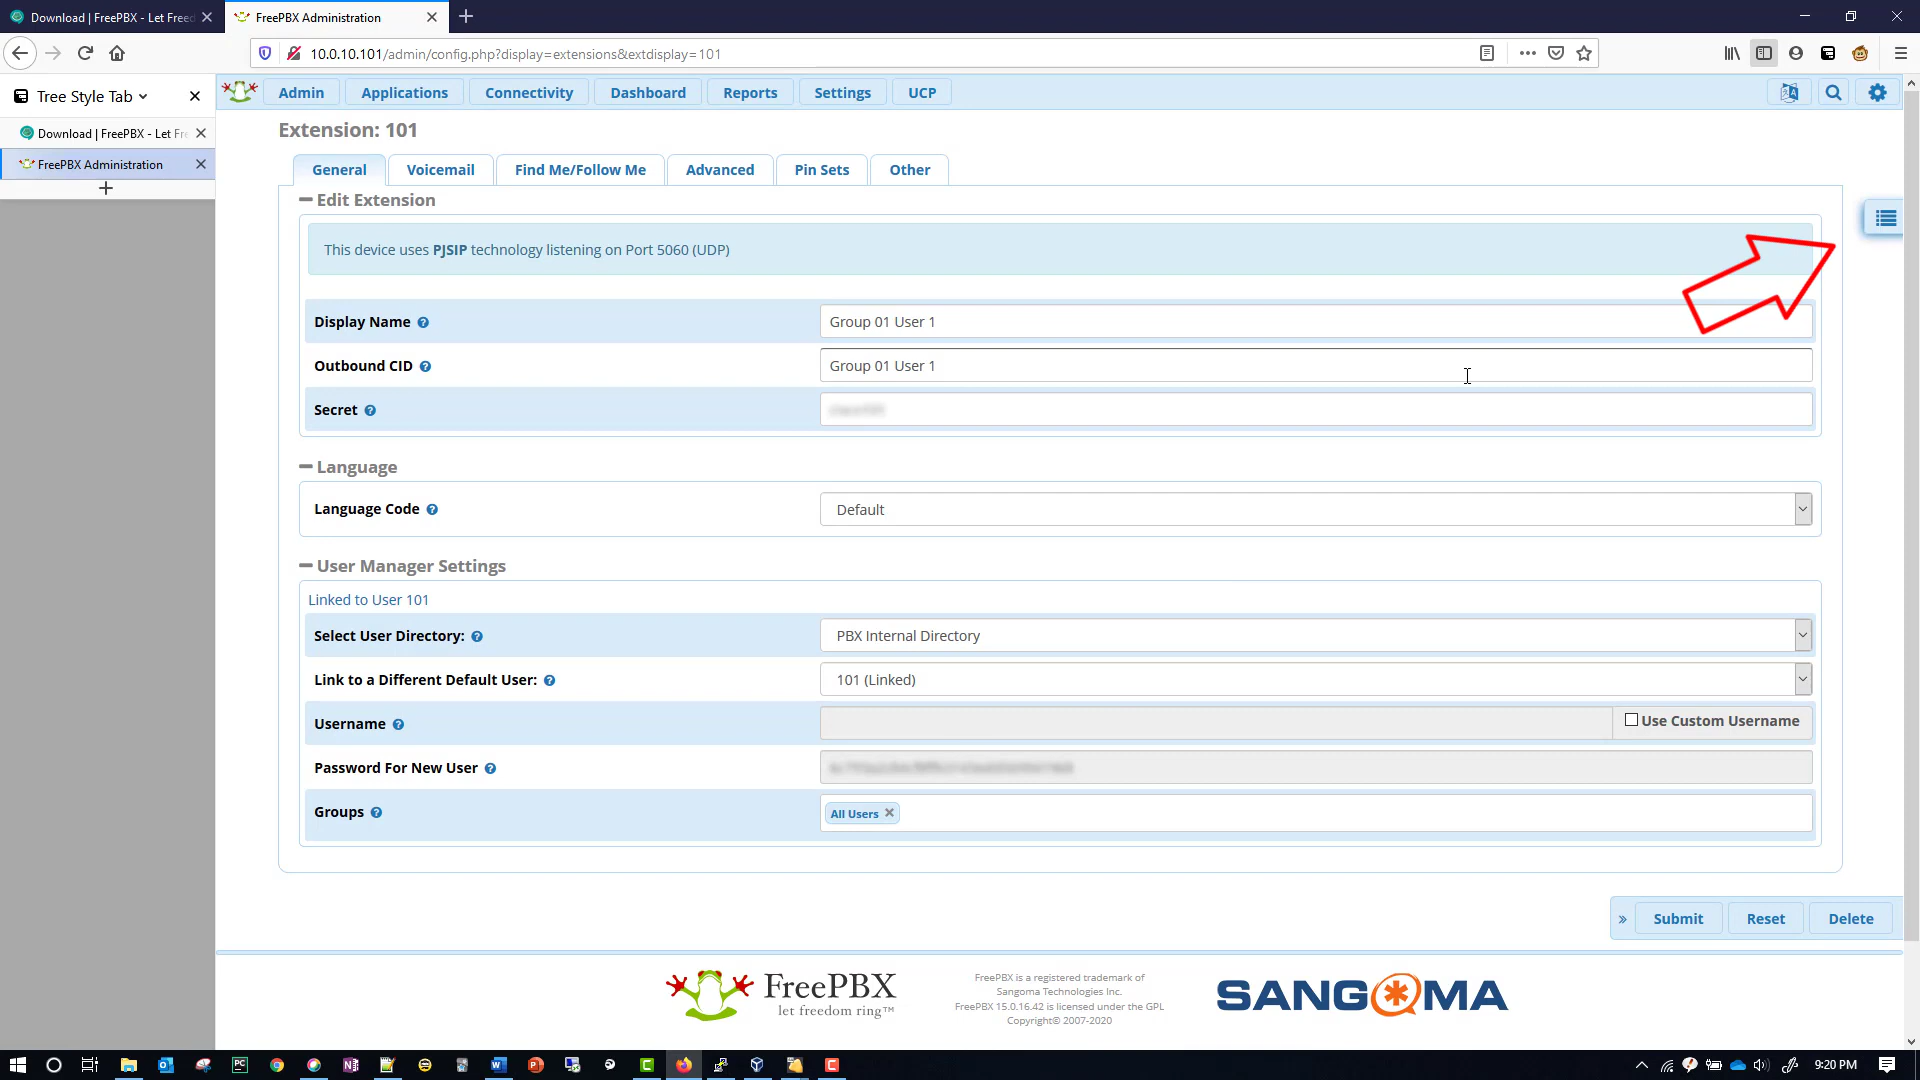 Download | FreePBX - Let Freed
FreePBX Administration
10.0.10.101/admin/config.php?display=extensions&extdisplay=101
Tree Style Tab
Download | FreePBX - Let Fre
FreePBX Administration
Admin
Applications
Connectivity
Dashboard
Reports
Settings
UCP
Extension: 101
General
Voicemail
Find Me/Follow Me
Advanced
Pin Sets
Other
Edit Extension
This device uses PJSIP technology listening on Port 5060 (UDP)
Display Name
Group 01 User 1
Outbound CID
Group 01 User 1
Secret
Language
Language Code
Default
User Manager Settings
Linked to User 101
Select User Directory:
PBX Internal Directory
Link to a Different Default User:
101 (Linked)
Username
Use Custom Username
Password For New User
Groups
All Users
Submit
Reset
Delete
FreePBX
let freedom ring™
FreePBX is a registered trademark of
Sangoma Technologies Inc.
FreePBX 15.0.16.42 is licensed under the GPL
Copyright© 2007-2020
SANGOMA
9:20 PM